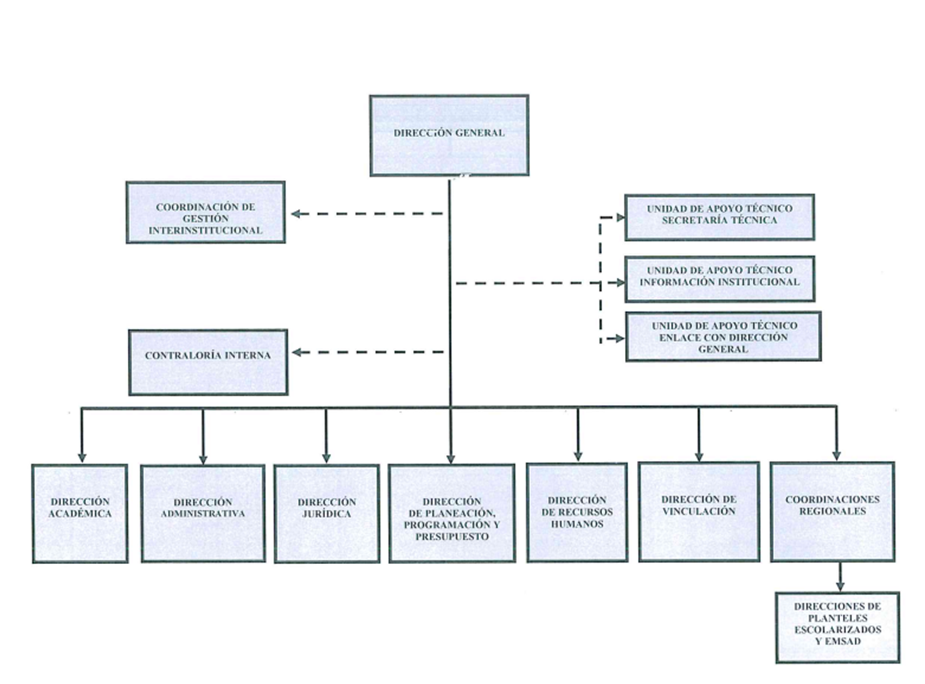 DIRECCIÓN GENERAL
COORDINACIÓN DE
GESTIÓN
INTERINSTITUCIONAL
UNIDAD DE APOYO TÉCNICO
SECRETARÍA TÉCNICA
UNIDAD DE APOYO TÉCNICO
INFORMACIÓN INSTITUCIONAL
UNIDAD DE APOYO TÉCNICO
ENLACE CON DIRECCIÓN
GENERAL
CONTRALORÍA INTERNA
DIRECCIÓN
ACADÉMICA
DIRECCIÓN
ADMINISTRATIVA
DIRECCIÓN
JURÍDICA
DIRECCIÓN
DE PLANEACIÓN,
PROGRAMACIÓN Y
PRESUPUESTO
DIRECCIÓN
DE RECURSOS
HUMANOS
DIRECCIÓN DE
VINCULACIÓN
COORDINACIONES
REGIONALES
DIRECCIONES DE
PLANTELES
ESCOLARIZADOS
Y EMSAD